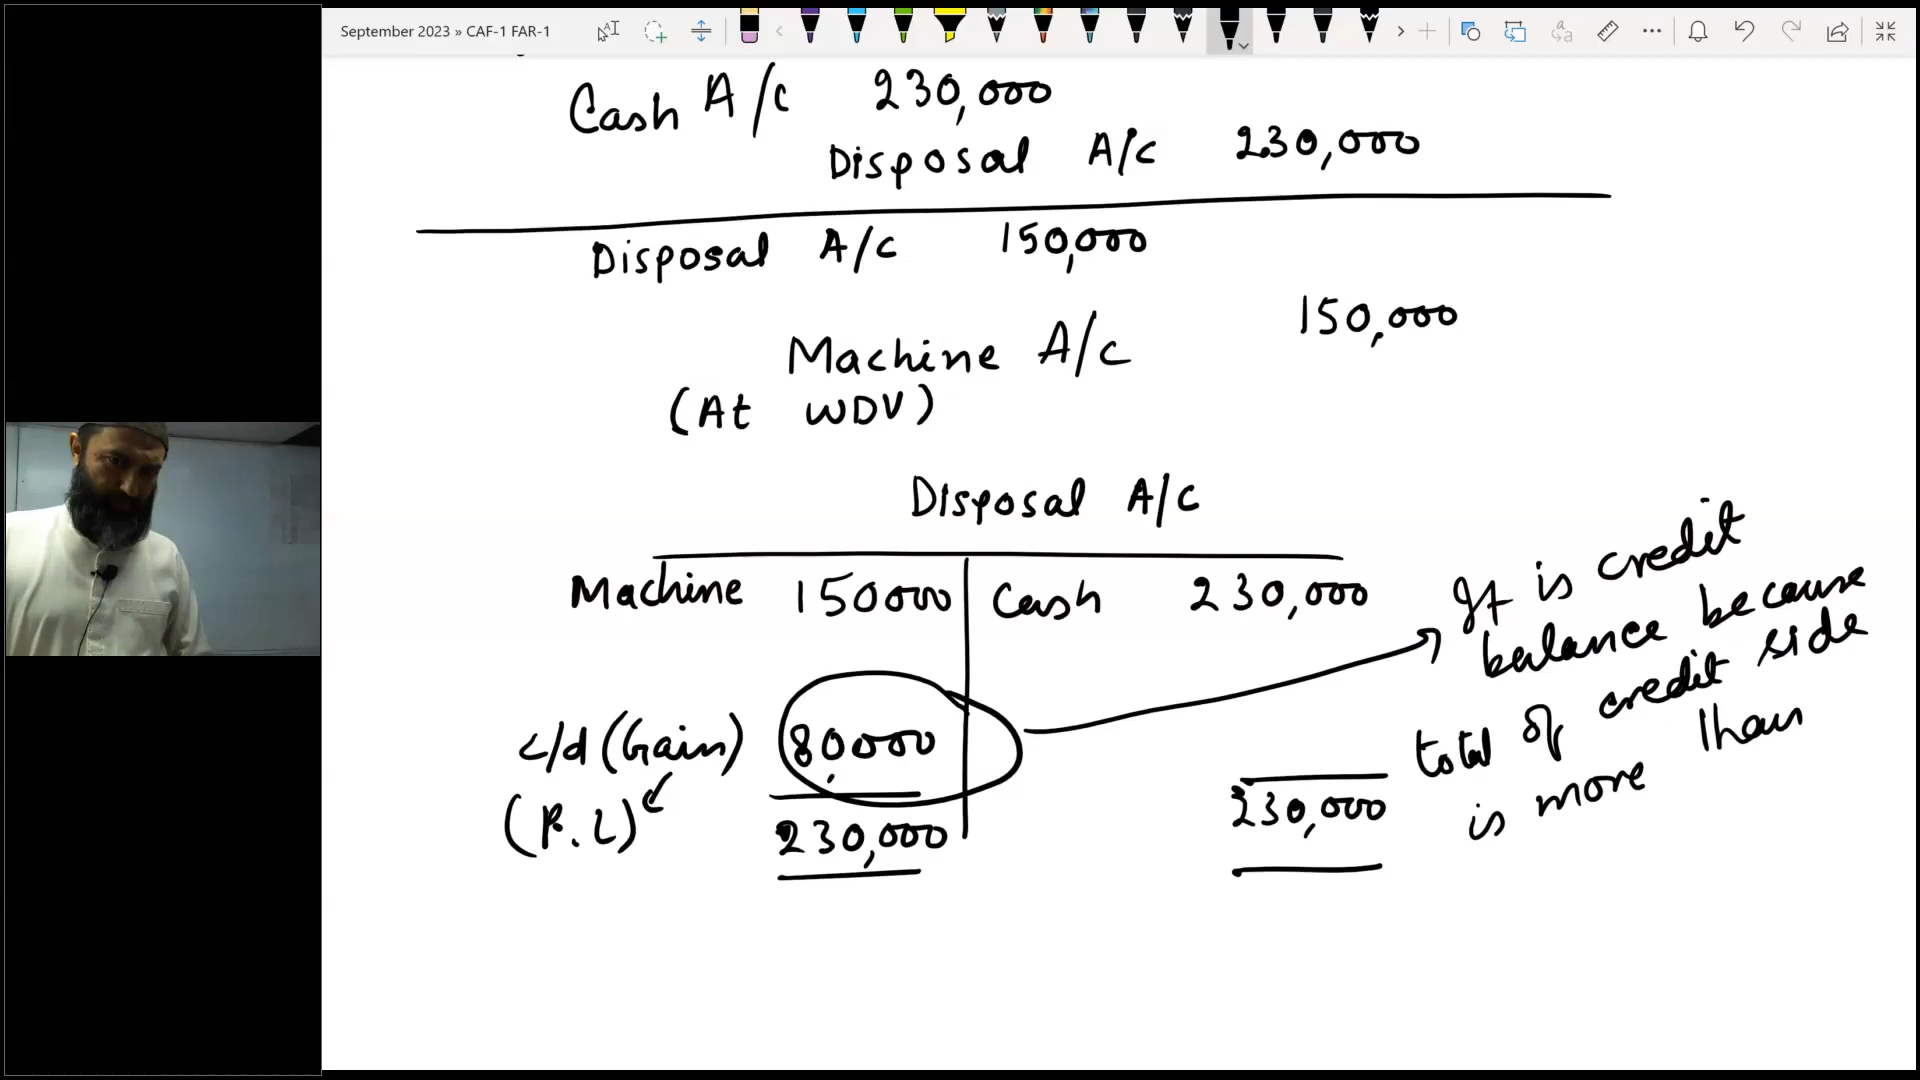 September 2023 » CAF-1 FAR-1
Cash A/c 230,000
Disposal A/c 230,000
Disposal A/c 150,000
Machine A/c 150,000
(At WDV)
Disposal A/c
Machine 150000 Cash 230,000
c/d (Gain) 80,000
(P.L) 230,000 230,000
It is credit
balance because
total of credit side
is more than